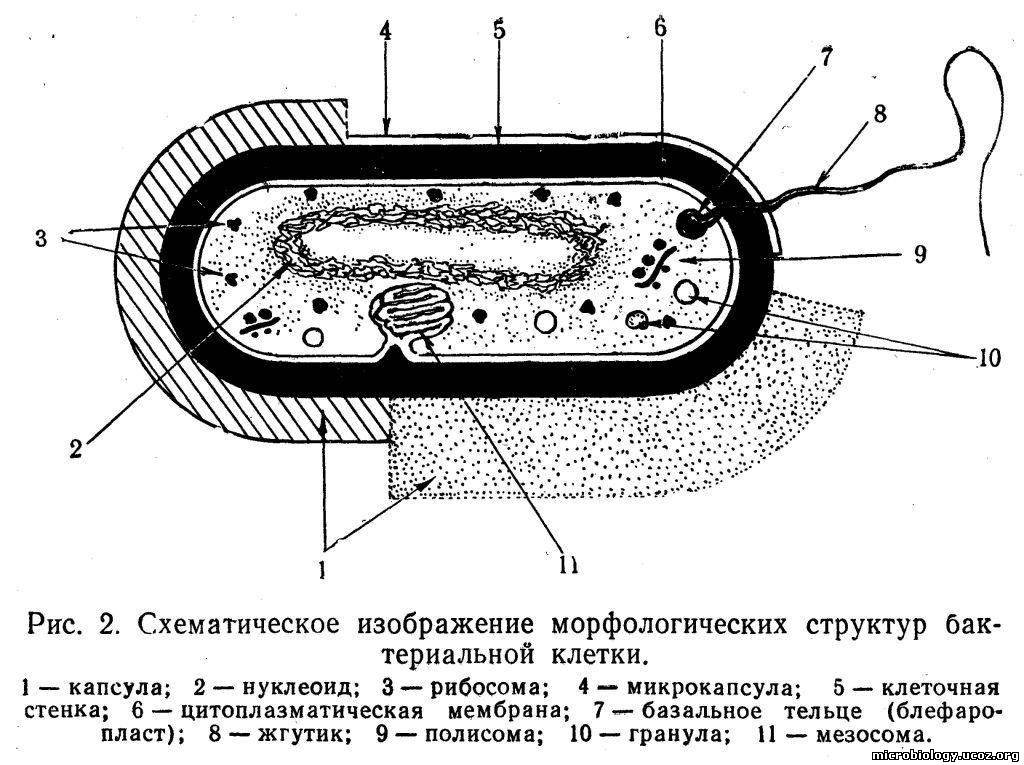 4
5
6
7
8
3
9
10
2
1
11
Рис. 2. Схематическое изображение морфологических структур бак-
териальной клетки.
1 — капсула; 2 — нуклеоид; 3 — рибосома; 4 — микрокапсула; 5 — клеточная
стенка; 6 — цитоплазматическая мембрана; 7 — базальное тельце (блефаро-
пласт); 8 — жгутик; 9 — полисома; 10 — гранула; 11 — мезосома.
microbiology.ucoz.org